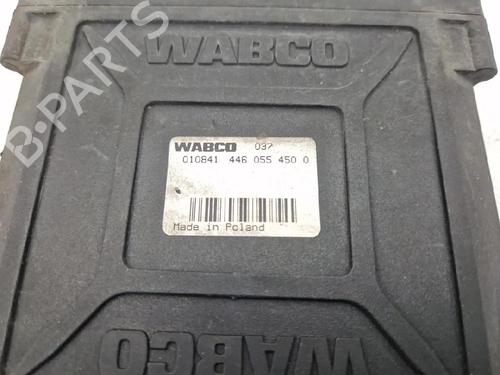 WABCO
B-PARTS
WABCO 037
010841 446 055 450 0
Made in Poland
WABCO